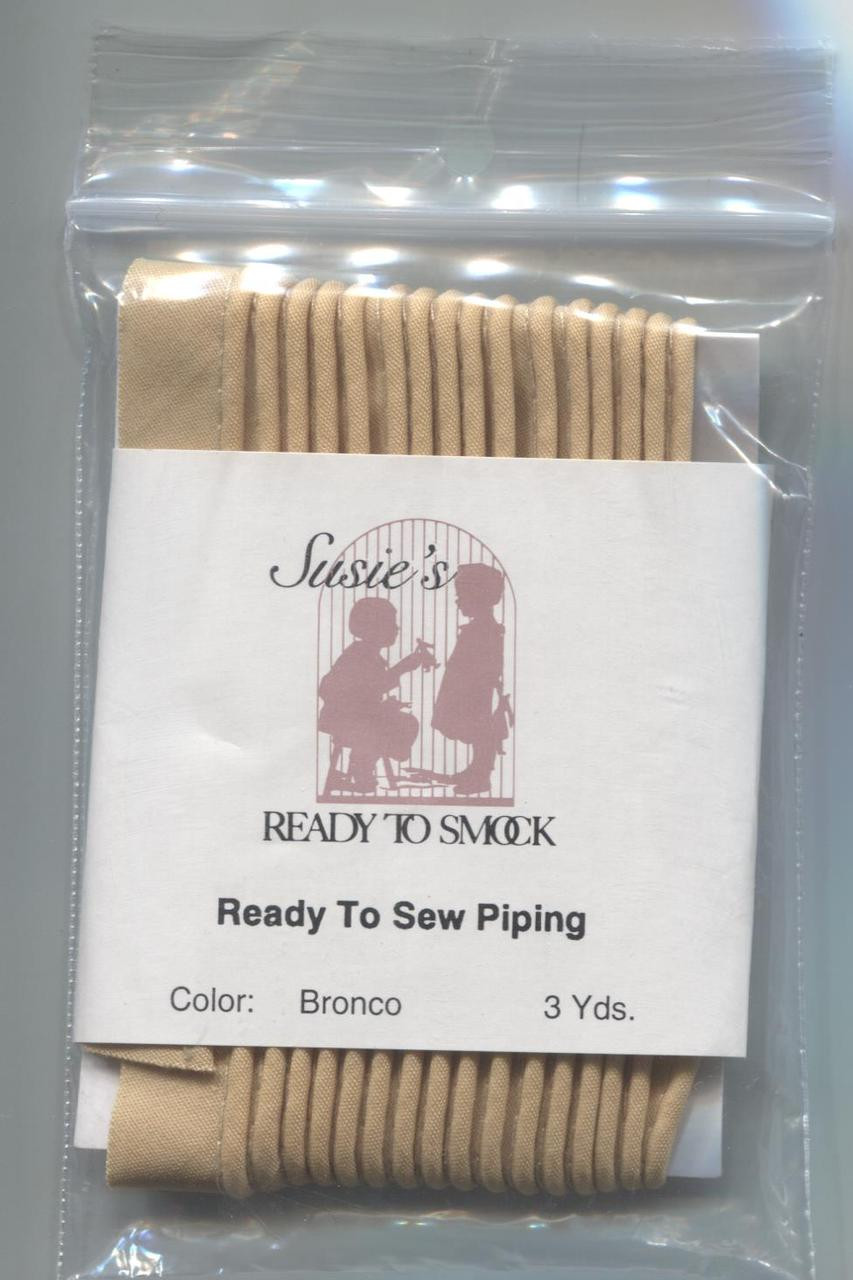 Susie's
READY TO SMOCK
Ready To Sew Piping
Color: Bronco 3 Yds.